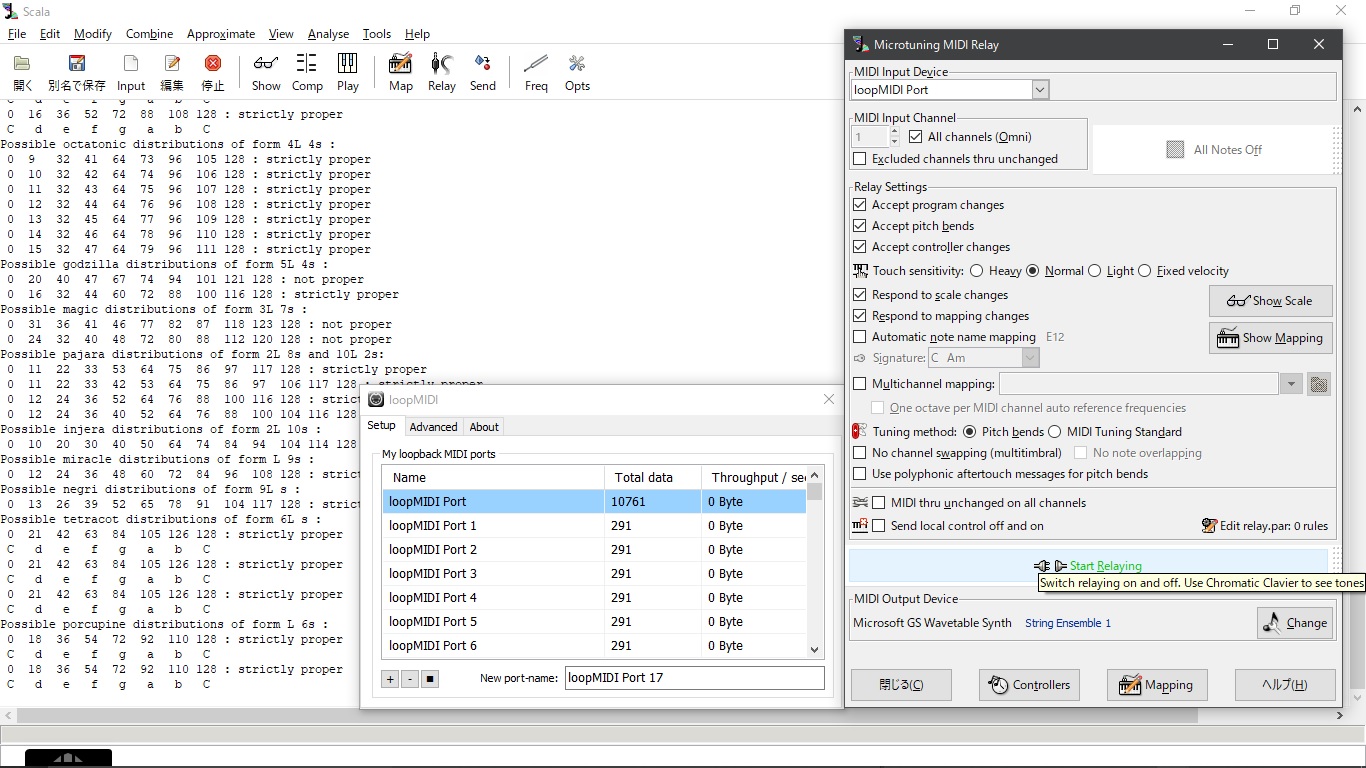 Scala
File Edit Modify Combine Approximate View Analyse Tools Help
開く 別名で保存 Input 編集 停止 Show Comp Play Map Relay Send Freq Opts
C d e f g a b C
0 16 36 52 72 88 108 128 : strictly proper
C d e f g a b C
Possible octatonic distributions of form 4L 4s :
0 9 32 41 64 73 96 105 128 : strictly proper
0 10 32 42 64 74 96 106 128 : strictly proper
0 11 32 43 64 75 96 107 128 : strictly proper
0 12 32 44 64 76 96 108 128 : strictly proper
0 13 32 45 64 77 96 109 128 : strictly proper
0 14 32 46 64 78 96 110 128 : strictly proper
0 15 32 47 64 79 96 111 128 : strictly proper
Possible godzilla distributions of form 5L 4s :
0 20 40 47 67 74 94 101 121 128 : not proper
0 16 32 44 60 72 88 100 116 128 : strictly proper
Possible magic distributions of form 3L 7s :
0 31 36 41 46 77 82 87 118 123 128 : not proper
0 24 32 40 48 72 80 88 112 120 128 : not proper
Possible pajara distributions of form 2L 8s and 10L 2s:
0 11 22 33 53 64 75 86 97 117 128 : strictly proper
0 11 22 33 42 53 64 75 86 97 106 117 128 : strictly proper
0 12 24 36 52 64 76 88 100 116 128 : strict
0 12 24 36 40 52 64 76 88 100 104 116 128
Possible injera distributions of form 2L 10s :
0 10 20 30 40 50 64 74 84 94 104 114 128
Possible miracle distributions of form L 9s :
0 12 24 36 48 60 72 84 96 108 128 : strict
Possible negri distributions of form 9L s :
0 13 26 39 52 65 78 91 104 117 128 : strict
Possible tetracot distributions of form 6L s :
0 21 42 63 84 105 126 128 : strictly proper
C d e f g a b C
0 21 42 63 84 105 126 128 : strictly proper
C d e f g a b C
0 21 42 63 84 105 126 128 : strictly proper
C d e f g a b C
Possible porcupine distributions of form L 6s :
0 18 36 54 72 92 110 128 : strictly proper
C d e f g a b C
0 18 36 54 72 92 110 128 : strictly proper
C d e f g a b C
loopMIDI
Setup Advanced About
My loopback MIDI ports
Name Total data Throughput / sec
loopMIDI Port 10761 0 Byte
loopMIDI Port 1 291 0 Byte
loopMIDI Port 2 291 0 Byte
loopMIDI Port 3 291 0 Byte
loopMIDI Port 4 291 0 Byte
loopMIDI Port 5 291 0 Byte
loopMIDI Port 6 291 0 Byte
+ - New port-name: loopMIDI Port 17
Microtuning MIDI Relay
MIDI Input Device
loopMIDI Port
MIDI Input Channel
1 All channels (Omni)
Excluded channels thru unchanged
All Notes Off
Relay Settings
Accept program changes
Accept pitch bends
Accept controller changes
Touch sensitivity: Heavy Normal Light Fixed velocity
Respond to scale changes
Show Scale
Respond to mapping changes
Automatic note name mapping E12
Show Mapping
Signature: C Am
Multichannel mapping:
One octave per MIDI channel auto reference frequencies
Tuning method: Pitch bends MIDI Tuning Standard
No channel swapping (multitimbral) No note overlapping
Use polyphonic aftertouch messages for pitch bends
MIDI thru unchanged on all channels
Send local control off and on Edit relay.par: 0 rules
Start Relaying
Switch relaying on and off. Use Chromatic Clavier to see tones
MIDI Output Device
Microsoft GS Wavetable Synth String Ensemble 1 Change
閉じる(C) Controllers Mapping ヘルプ(H)